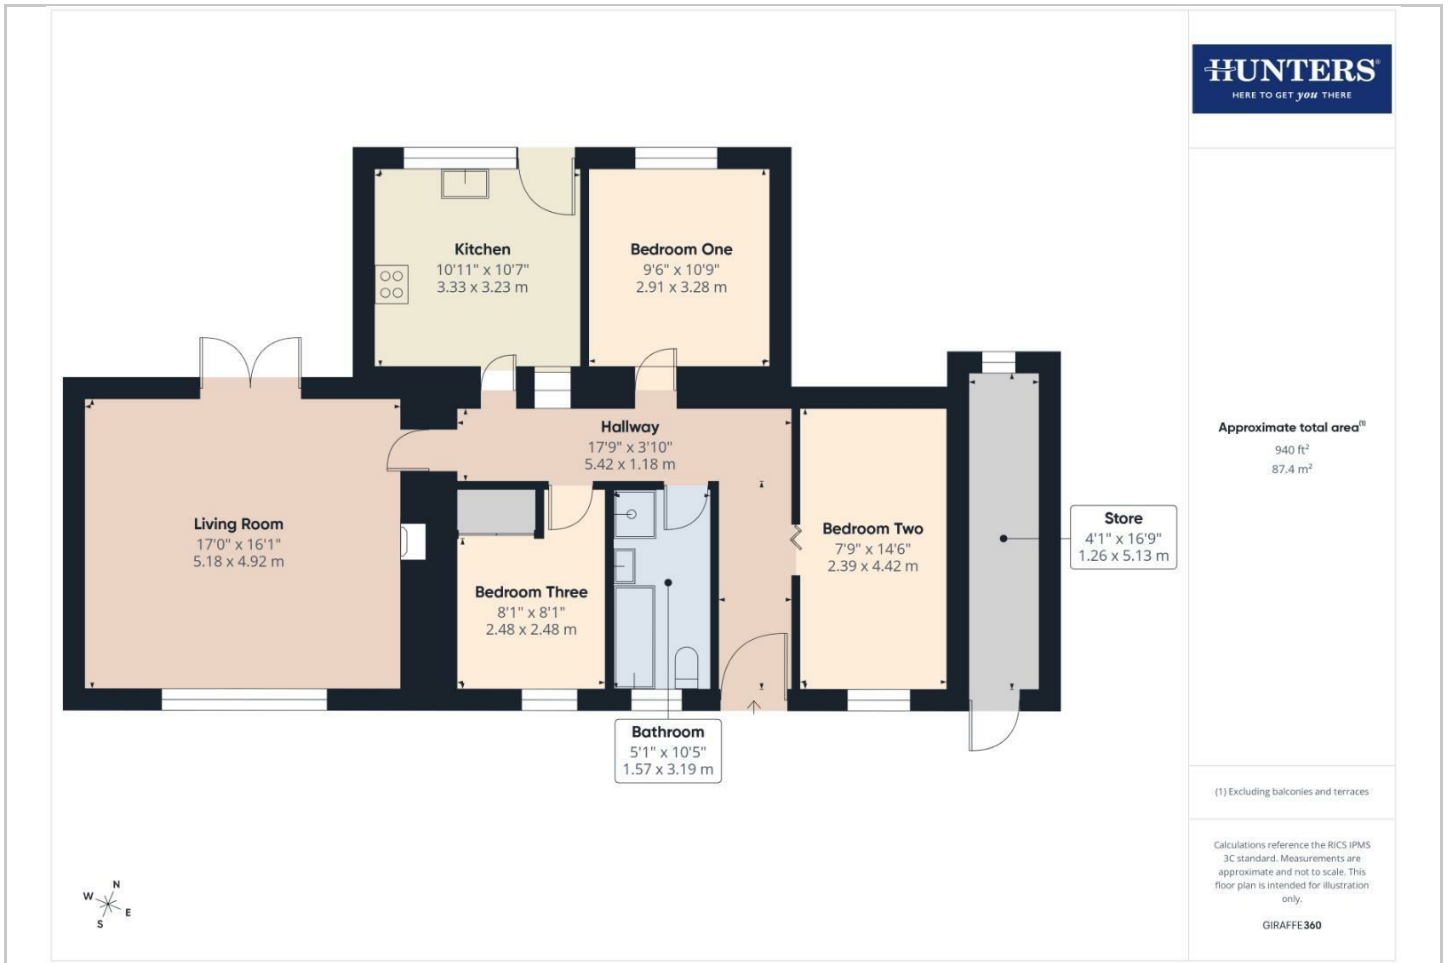 HUNTERS®
HERE TO GET you THERE
Kitchen
10'11" x 10'7"
3.33 x 3.23 m
Bedroom One
9'6" x 10'9"
2.91 x 3.28 m
Hallway
17'9" x 3'10"
5.42 x 1.18 m
Living Room
17'0" x 16'1"
5.18 x 4.92 m
Bedroom Two
7'9" x 14'6"
2.39 x 4.42 m
Store
4'1" x 16'9"
1.26 x 5.13 m
Bedroom Three
8'1" x 8'1"
2.48 x 2.48 m
Bathroom
5'1" x 10'5"
1.57 x 3.19 m
Approximate total area(1)
940 ft²
87.4 m²
(1) Excluding balconies and terraces
Calculations reference the RICS IPMS
3C standard. Measurements are
approximate and not to scale. This
floor plan is intended for illustration
only.
GIRAFFE360
N
W
E
S